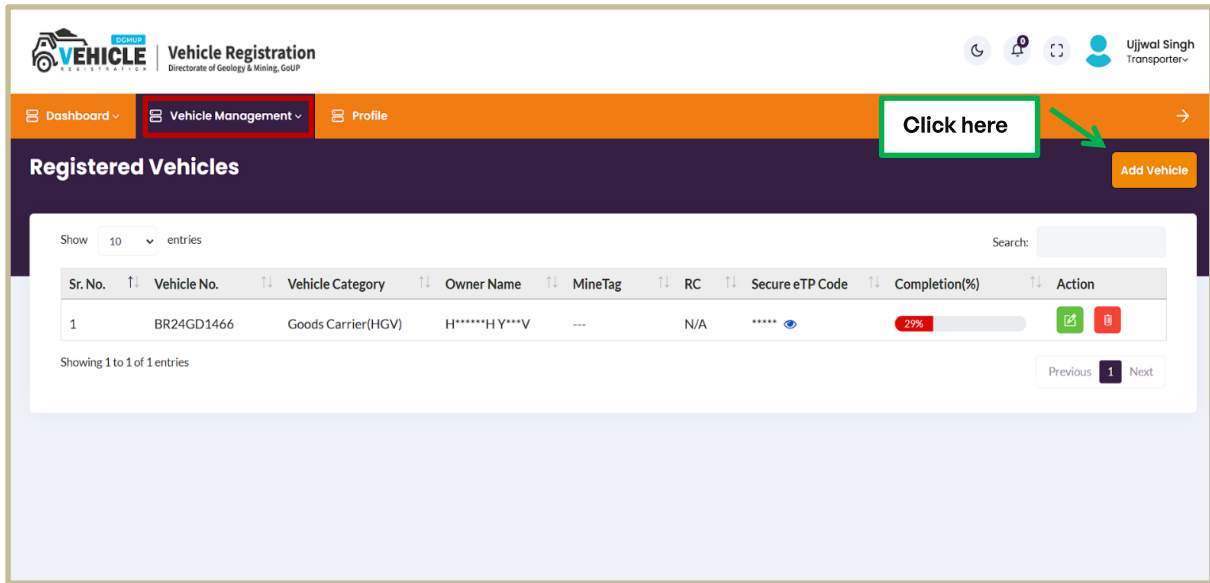 DGMUP
VEHICLE
REGISTRATION
Vehicle Registration
Directorate of Geology & Mining, GoUP
0
Ujjwal Singh
Transporter
Dashboard
Vehicle Management
Profile
Click here
Registered Vehicles
Add Vehicle
Show 10 entries
Search:
Sr. No. Vehicle No. Vehicle Category Owner Name MineTag RC Secure eTP Code Completion(%) Action
1 BR24GD1466 Goods Carrier(HGV) H******H Y***V --- N/A ***** 29%
Showing 1 to 1 of 1 entries
Previous 1 Next